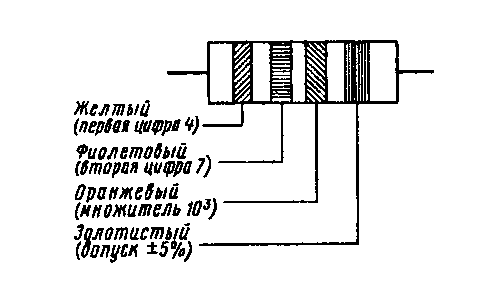 Желтый
(первая цифра 4)
Фиолетовый
(вторая цифра 7)
Оранжевый
(множитель 10³)
Золотистый
(допуск ±5%)